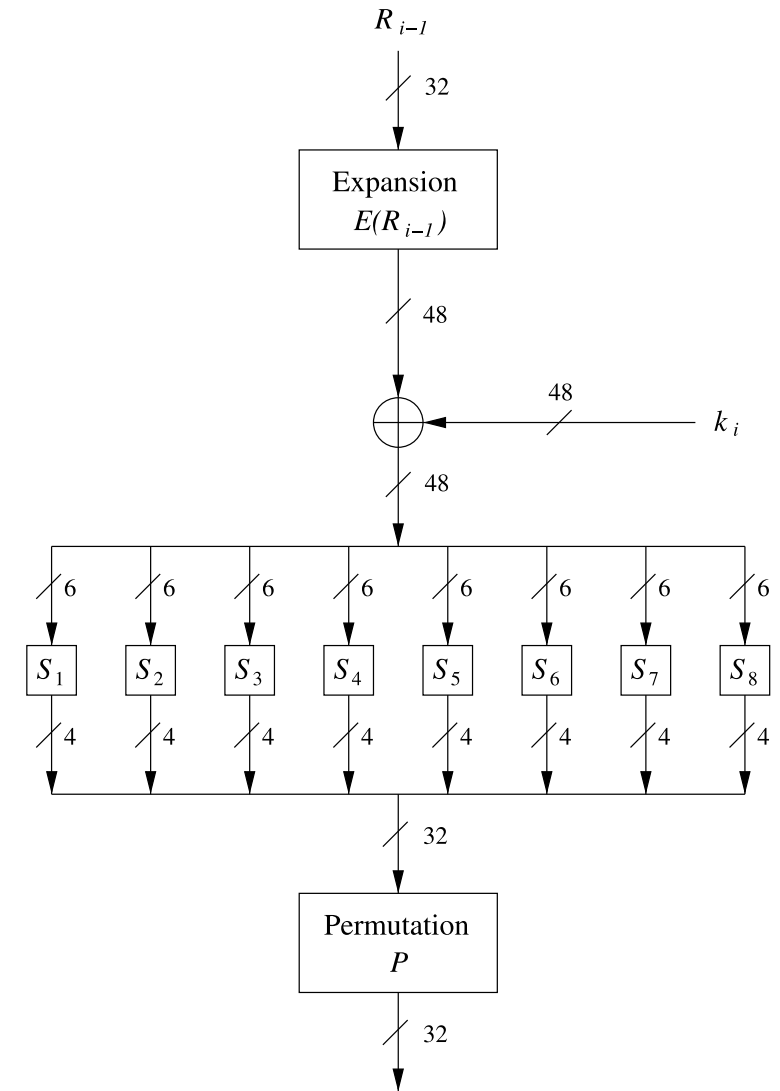 R i−1
32
Expansion
E(R i−1)
48
48
k i
48
6 6 6 6 6 6 6 6
S1 S2 S3 S4 S5 S6 S7 S8
4 4 4 4 4 4 4 4
32
Permutation
P
32